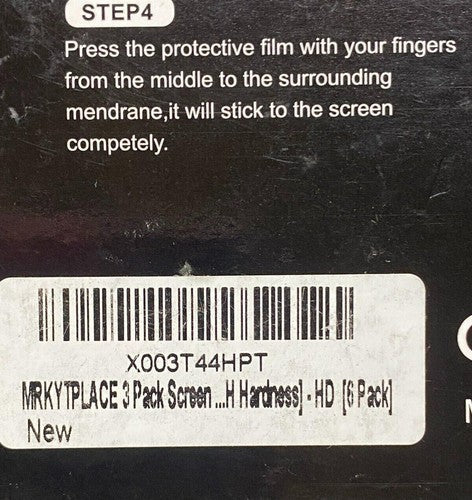 STEP4
Press the protective film with your fingers
from the middle to the surrounding
mendrane,it will stick to the screen
competely.
X003T44HPT
MRKYTPLACE 3 Pack Screen ...H Hardness] - HD [6 Pack]
New